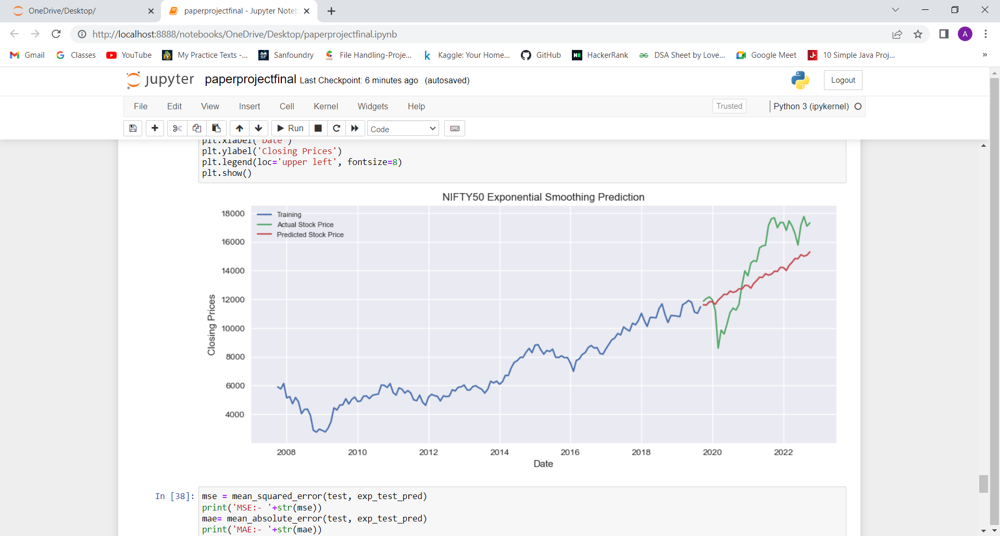 OneDrive/Desktop/
paperprojectfinal - Jupyter Note
http://localhost:8888/notebooks/OneDrive/Desktop/paperprojectfinal.ipynb
A
Gmail Classes YouTube My Practice Texts -... Sanfoundry File Handling-Proje... Kaggle: Your Home... GitHub HackerRank DSA Sheet by Love... Google Meet 10 Simple Java Proj... »
jupyter paperprojectfinal Last Checkpoint: 6 minutes ago (autosaved)
Logout
File Edit View Insert Cell Kernel Widgets Help
Trusted
Python 3 (ipykernel)
Run
Code
plt.xlabel('Date')
plt.ylabel('Closing Prices')
plt.legend(loc='upper left', fontsize=8)
plt.show()
NIFTY50 Exponential Smoothing Prediction
Training
Actual Stock Price
Predicted Stock Price
18000
16000
14000
12000
10000
8000
6000
4000
Closing Prices
2008 2010 2012 2014 2016 2018 2020 2022
Date
In [38]:
mse = mean_squared_error(test, exp_test_pred)
print('MSE:- '+str(mse))
mae= mean_absolute_error(test, exp_test_pred)
print('MAE:- '+str(mae))